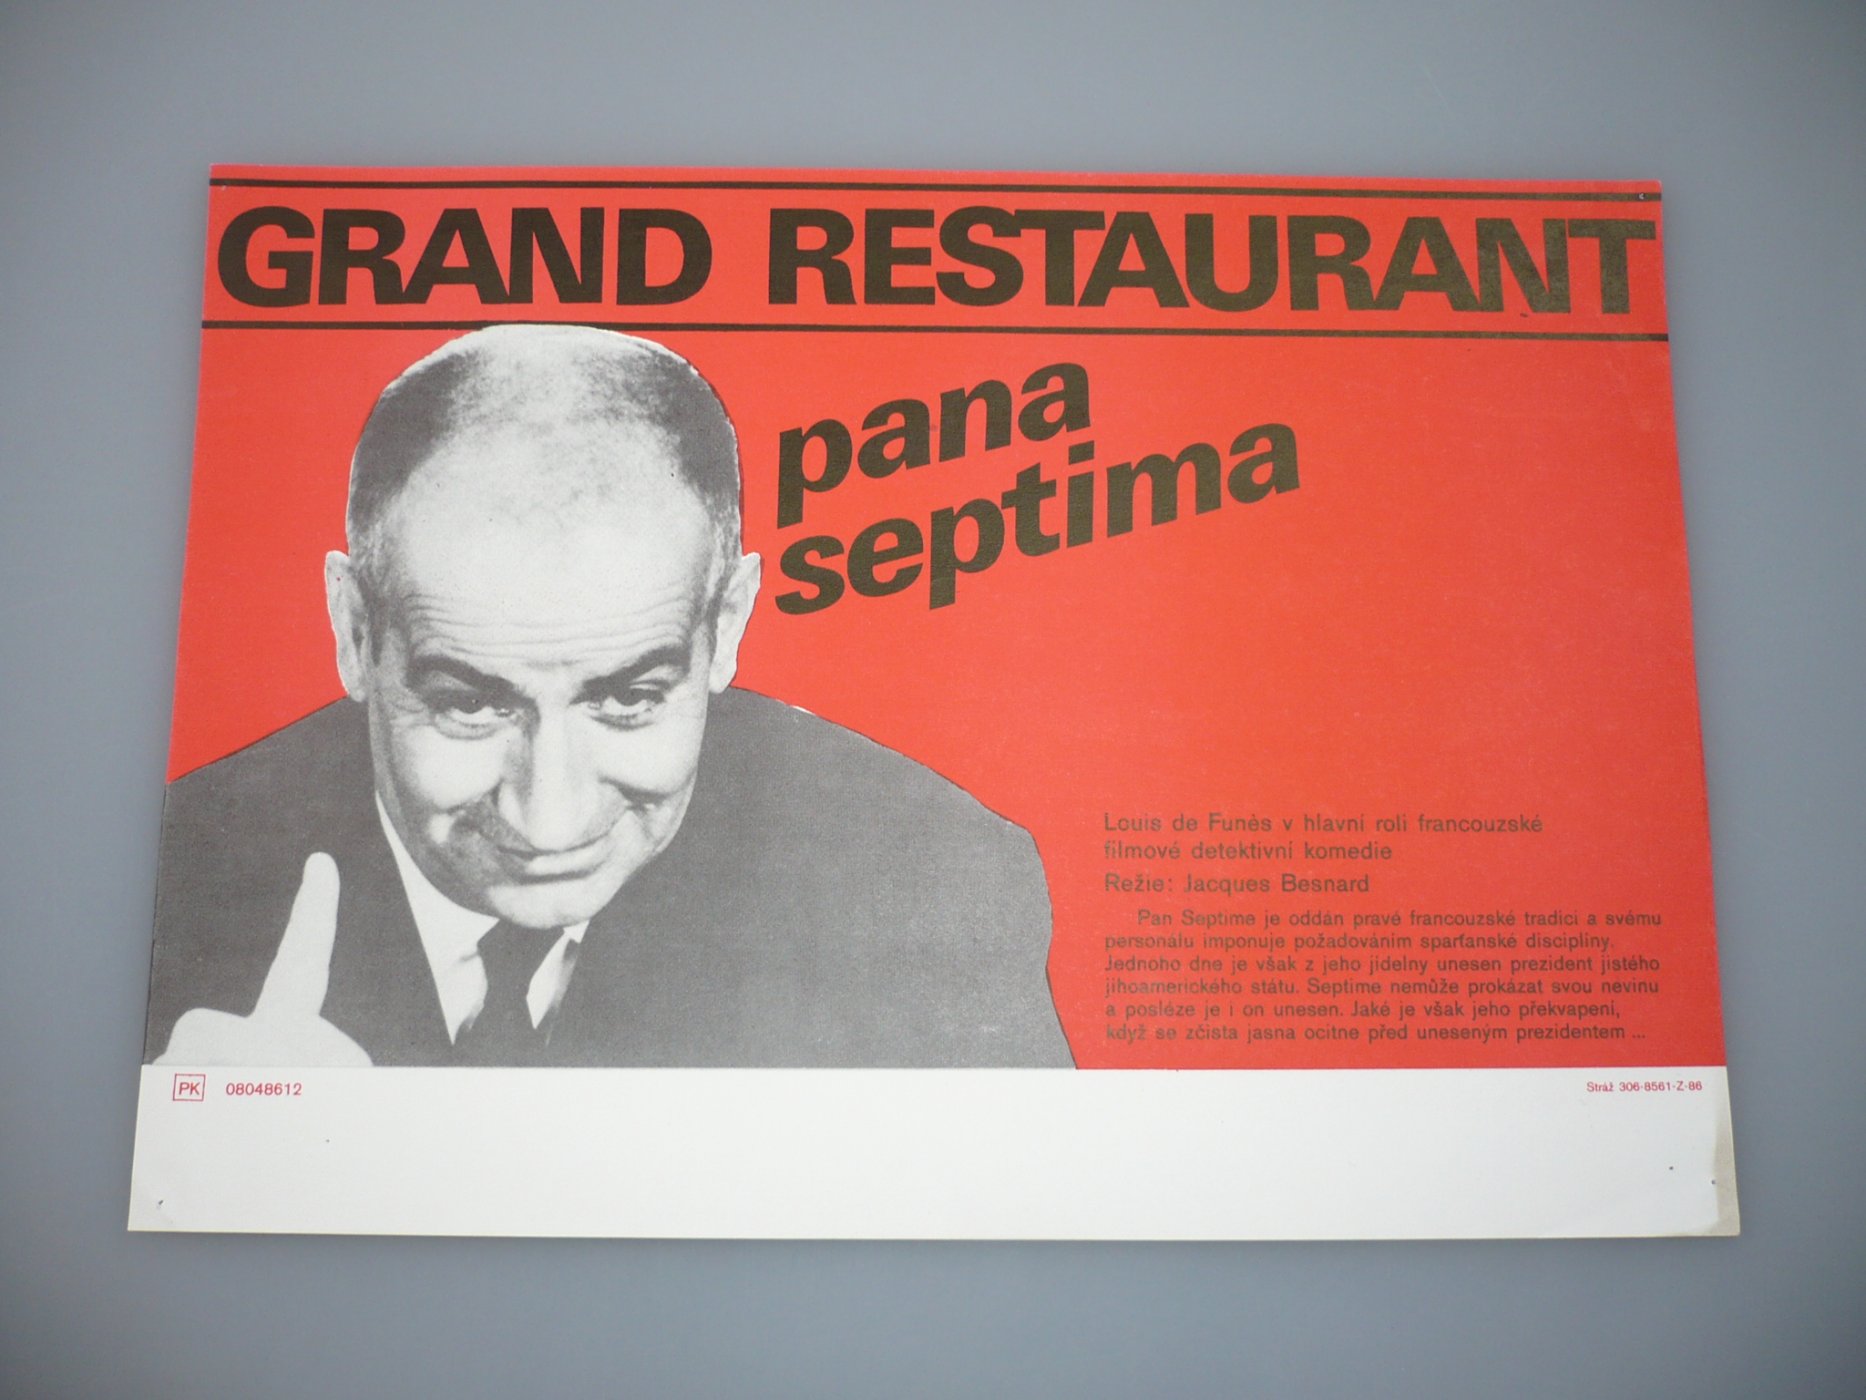 GRAND RESTAURANT
pana
septima
Louis de Funès v hlavní roli francouzské
filmové detektivní komedie
Režie: Jacques Besnard
Pan Septime je oddán pravé francouzské tradici a svému
personálu imponuje požadováním sparťanské disciplíny.
Jednoho dne je však z jeho jídelny unesen prezident jistého
jihoamerického státu. Septime nemůže prokázat svou nevinu
a posléze je i on unesen. Jaké je však jeho překvapení,
když se zčista jasna ocitne před uneseným prezidentem ...
PK 08048612
Stráž 306-8561-Z-86